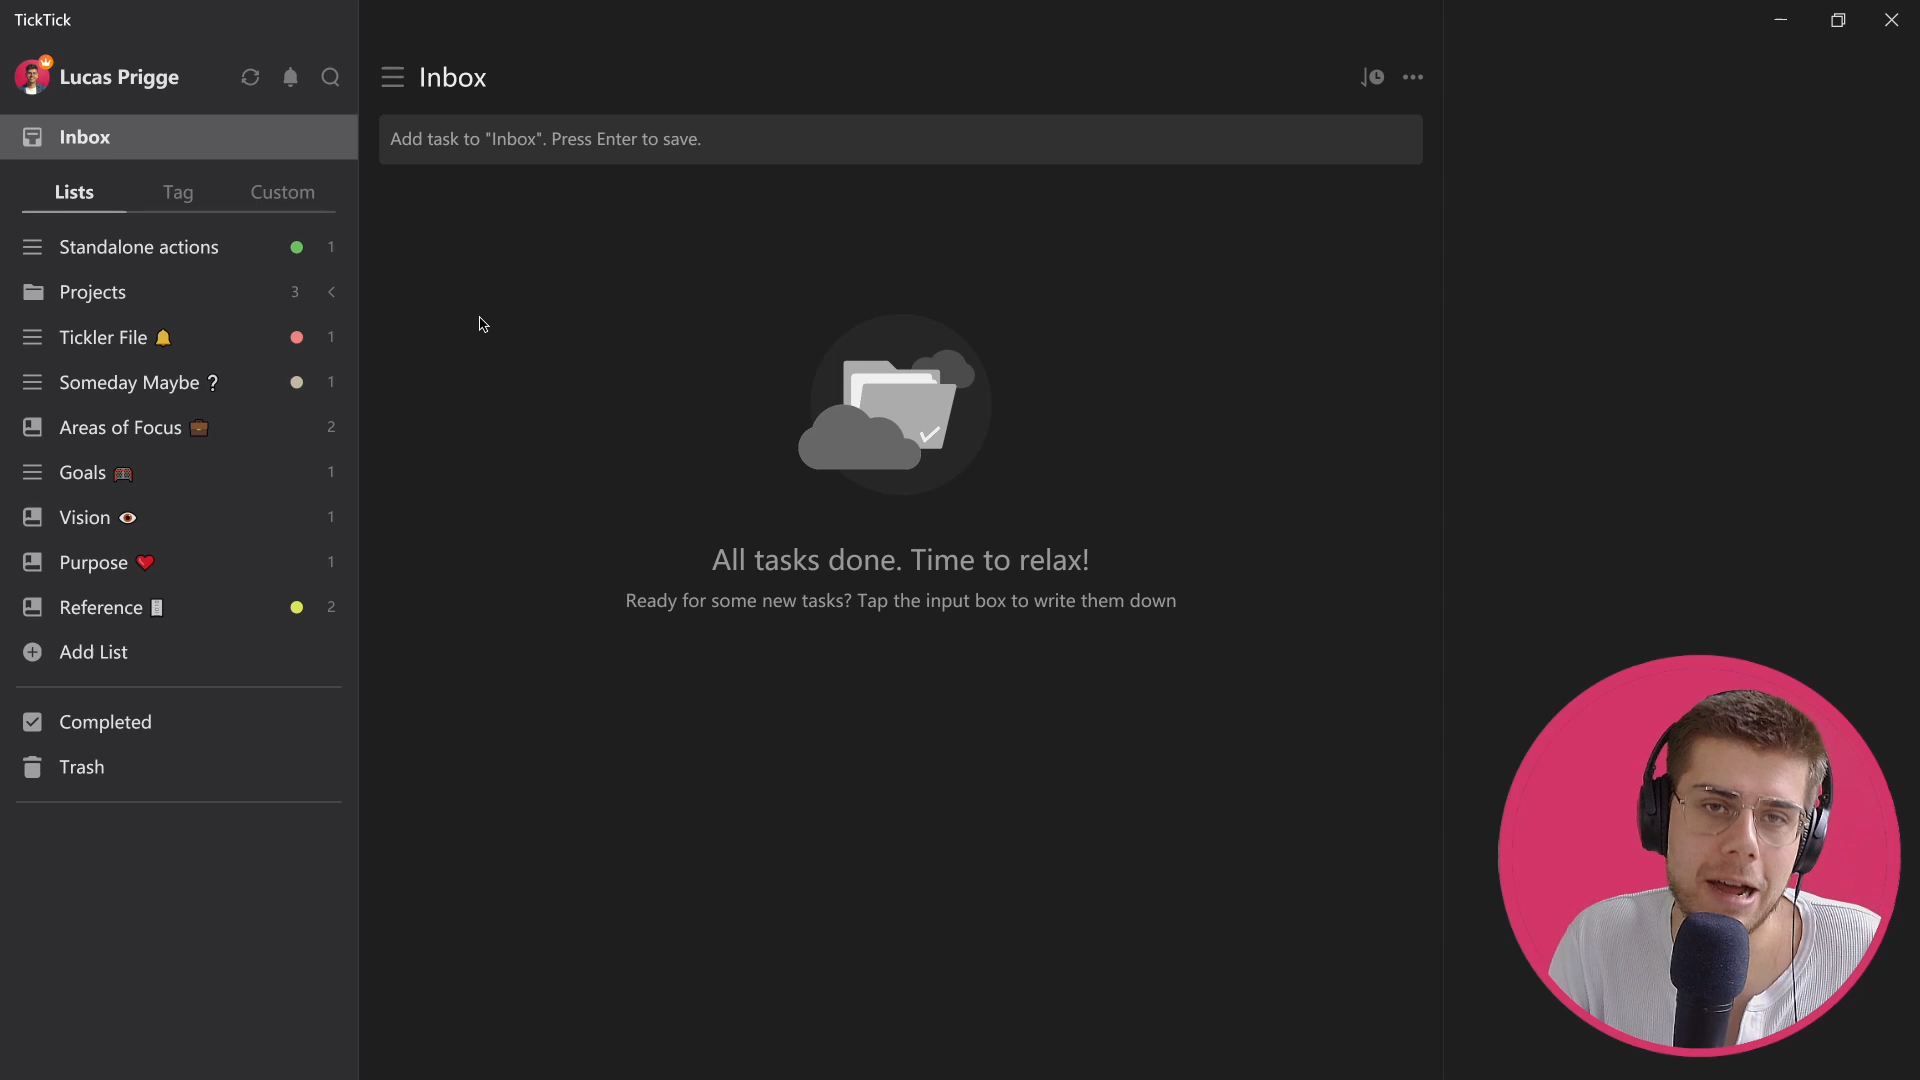 TickTick
Lucas Prigge
Inbox
Lists Tag Custom
Standalone actions 1
Projects 3
Tickler File 🔔 1
Someday Maybe ❔ 1
Areas of Focus 💼 2
Goals 🥅 1
Vision 👁️ 1
Purpose ❤️ 1
Reference 🗄️ 2
Add List
Completed
Trash
Inbox
Add task to "Inbox". Press Enter to save.
All tasks done. Time to relax!
Ready for some new tasks? Tap the input box to write them down